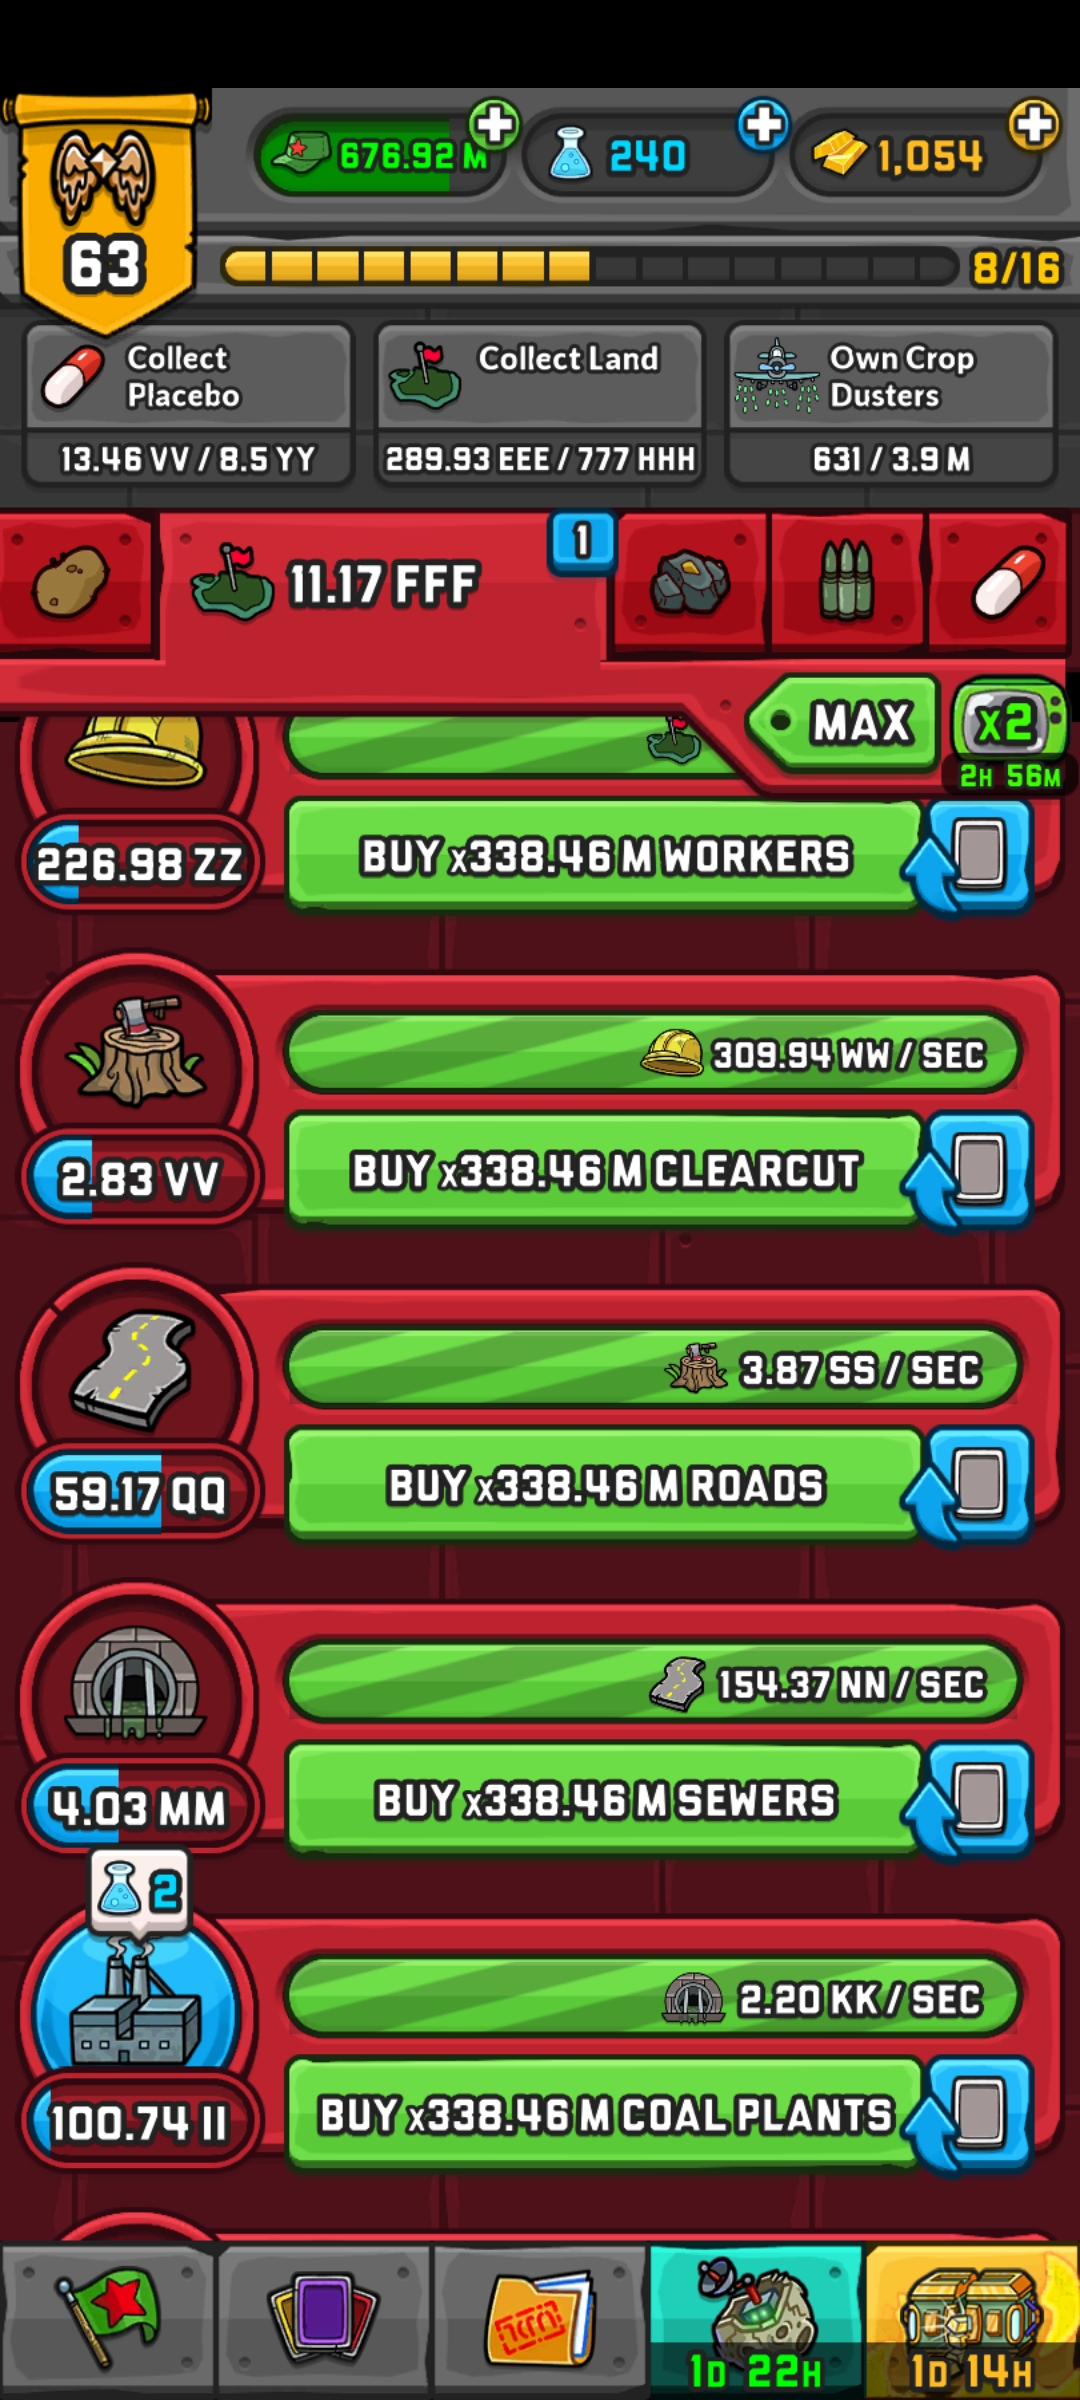 676.92 M
240
1,054
63
8/16
Collect
Placebo
13.46 VV / 8.5 YY
Collect Land
289.93 EEE / 777 HHH
Own Crop
Dusters
631 / 3.9 M
11.17 FFF
1
MAX
x2
2H 56M
226.98 ZZ
BUY x338.46 M WORKERS
309.94 WW / SEC
2.83 VV
BUY x338.46 M CLEARCUT
3.87 SS / SEC
59.17 QQ
BUY x338.46 M ROADS
154.37 NN / SEC
4.03 MM
BUY x338.46 M SEWERS
2
2.20 KK / SEC
100.74 II
BUY x338.46 M COAL PLANTS
1D 22H
1D 14H